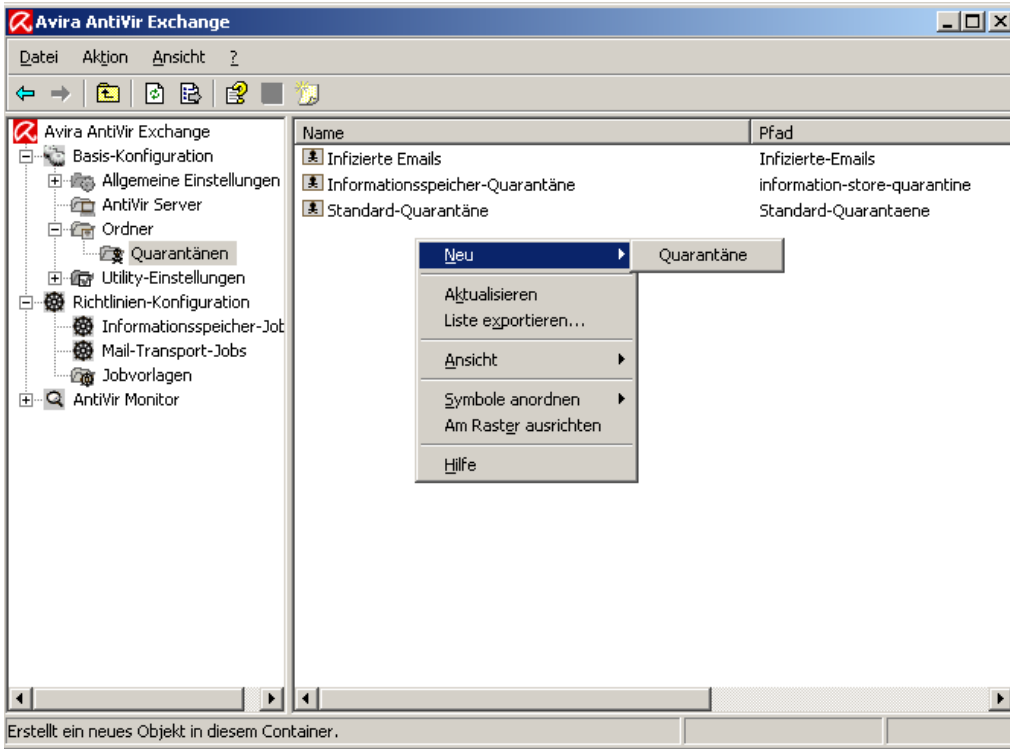 Avira AntiVir Exchange
Datei Aktion Ansicht ?
Avira AntiVir Exchange
Basis-Konfiguration
Allgemeine Einstellungen
AntiVir Server
Ordner
Quarantänen
Utility-Einstellungen
Richtlinien-Konfiguration
Informationsspeicher-Job
Mail-Transport-Jobs
Jobvorlagen
AntiVir Monitor
Name Pfad
Infizierte Emails Infizierte-Emails
Informationsspeicher-Quarantäne information-store-quarantine
Standard-Quarantäne Standard-Quarantaene
Neu Quarantäne
Aktualisieren
Liste exportieren...
Ansicht
Symbole anordnen
Am Raster ausrichten
Hilfe
Erstellt ein neues Objekt in diesem Container.